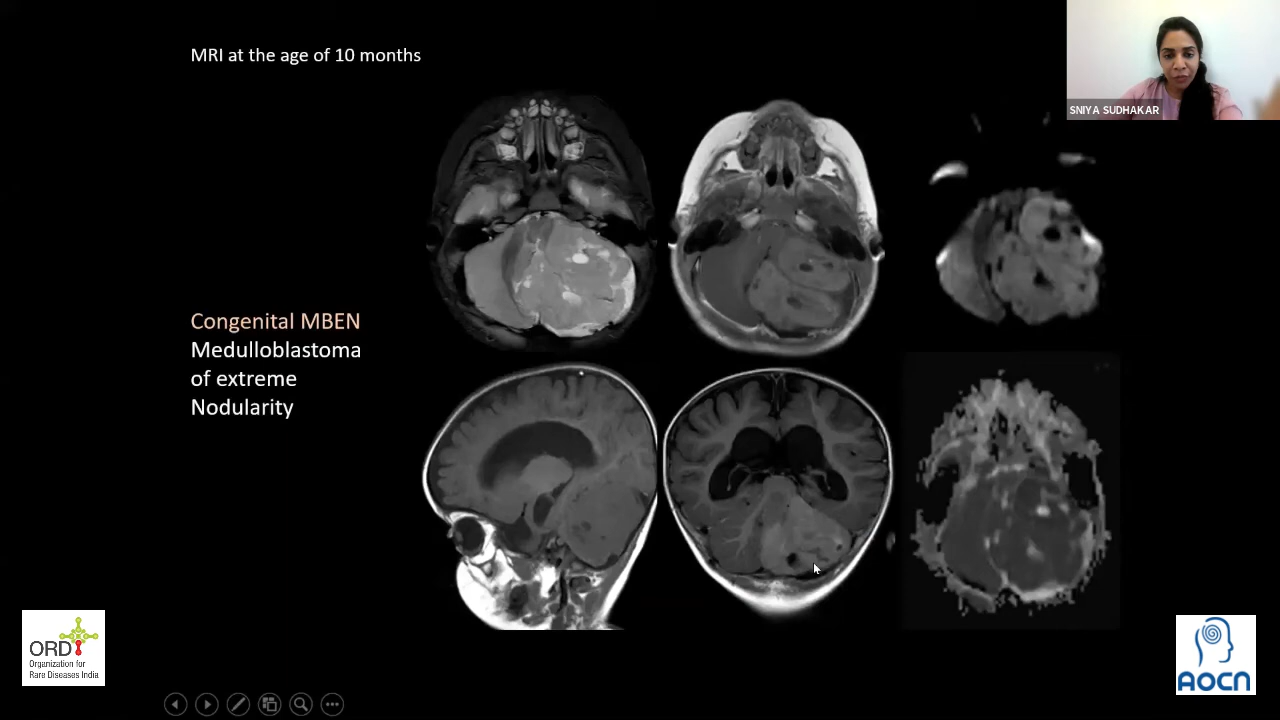 MRI at the age of 10 months
SNIYA SUDHAKAR
Congenital MBEN
Medulloblastoma
of extreme
Nodularity
ORDI
Organization for
Rare Diseases India
AOCN